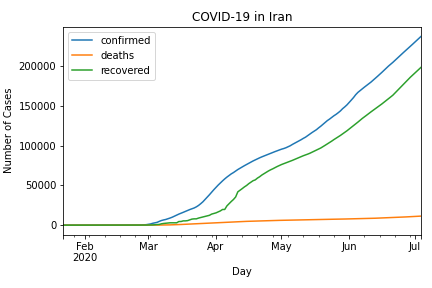 COVID-19 in Iran
confirmed
deaths
recovered
Number of Cases
200000
150000
100000
50000
0
Feb
2020
Mar
Apr
May
Jun
Jul
Day